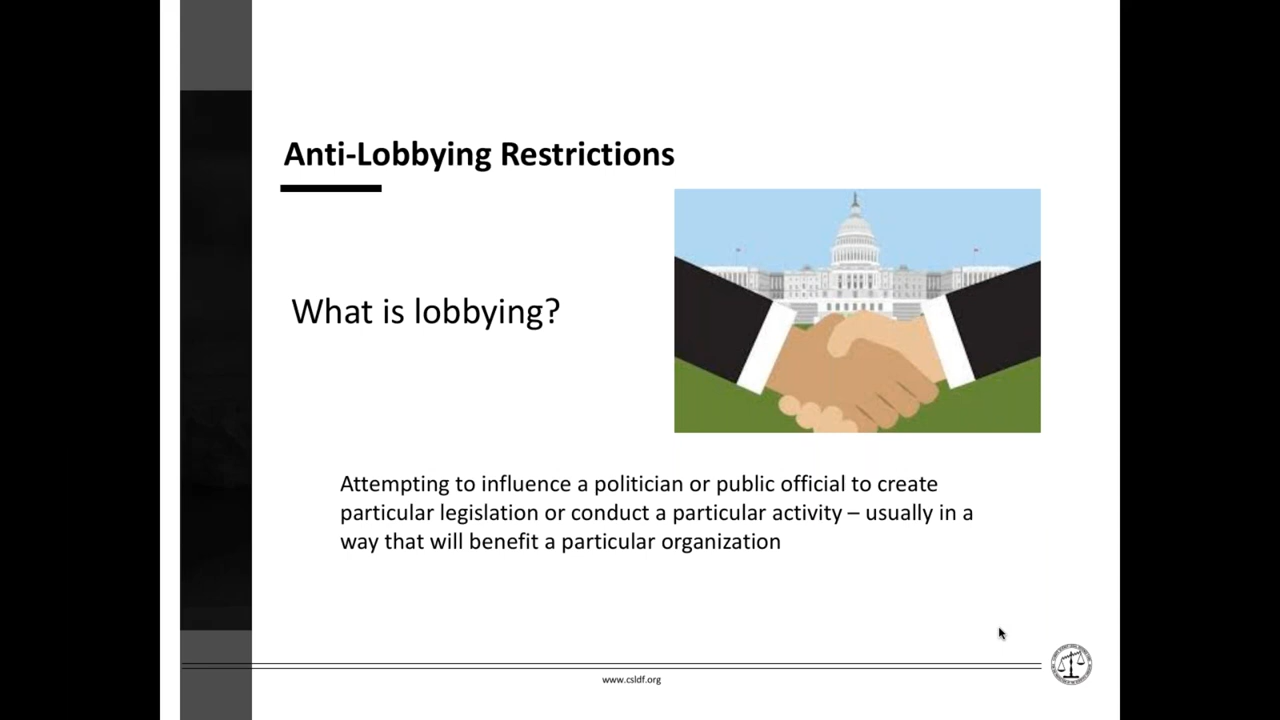 Anti-Lobbying Restrictions
What is lobbying?
Attempting to influence a politician or public official to create
particular legislation or conduct a particular activity – usually in a
way that will benefit a particular organization
www.csldf.org